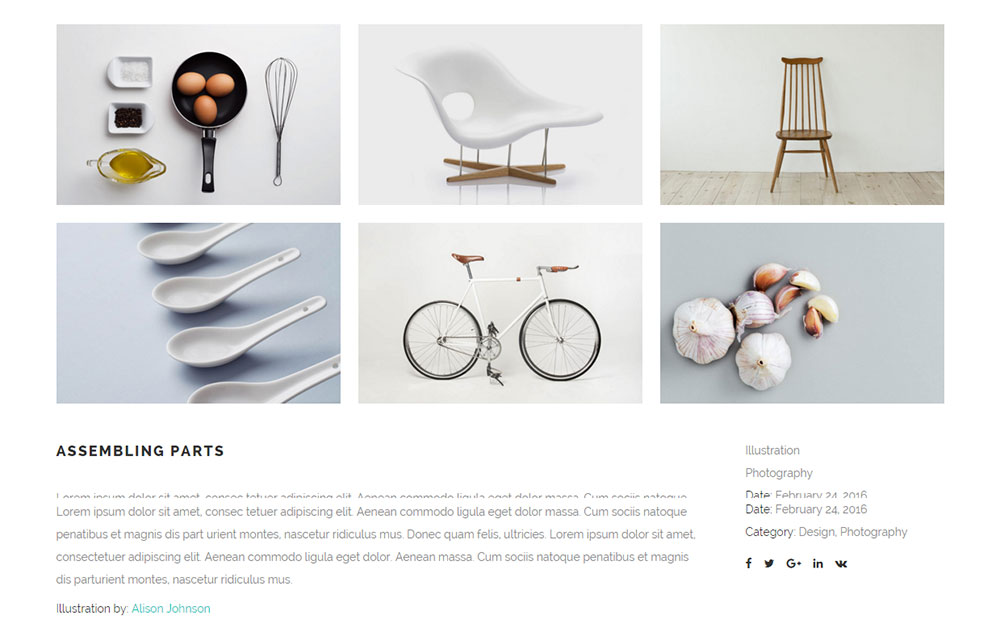 ASSEMBLING PARTS
Lorem ipsum dolor sit amet, consec tetuer adipiscing elit. Aenean commodo ligula eget dolor massa. Cum sociis natoque
Lorem ipsum dolor sit amet, consec tetuer adipiscing elit. Aenean commodo ligula eget dolor massa. Cum sociis natoque
penatibus et magnis dis part urient montes, nascetur ridiculus mus. Donec quam felis, ultricies. Lorem ipsum dolor sit amet,
consectetuer adipiscing elit. Aenean commodo ligula eget dolor. Aenean massa. Cum sociis natoque penatibus et magnis
dis parturient montes, nascetur ridiculus mus.
Illustration by: Alison Johnson
Illustration
Photography
Date: February 24, 2016
Date: February 24, 2016
Category: Design, Photography